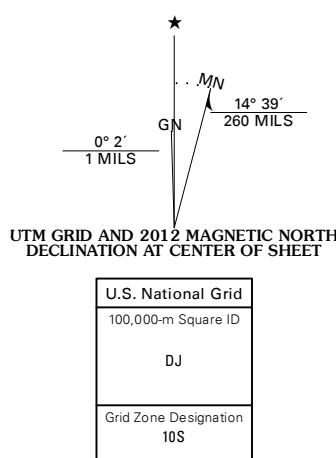 MN
GN
0° 2´
1 MILS
14° 39´
260 MILS
UTM GRID AND 2012 MAGNETIC NORTH
DECLINATION AT CENTER OF SHEET
U.S. National Grid
100,000-m Square ID
DJ
Grid Zone Designation
10S